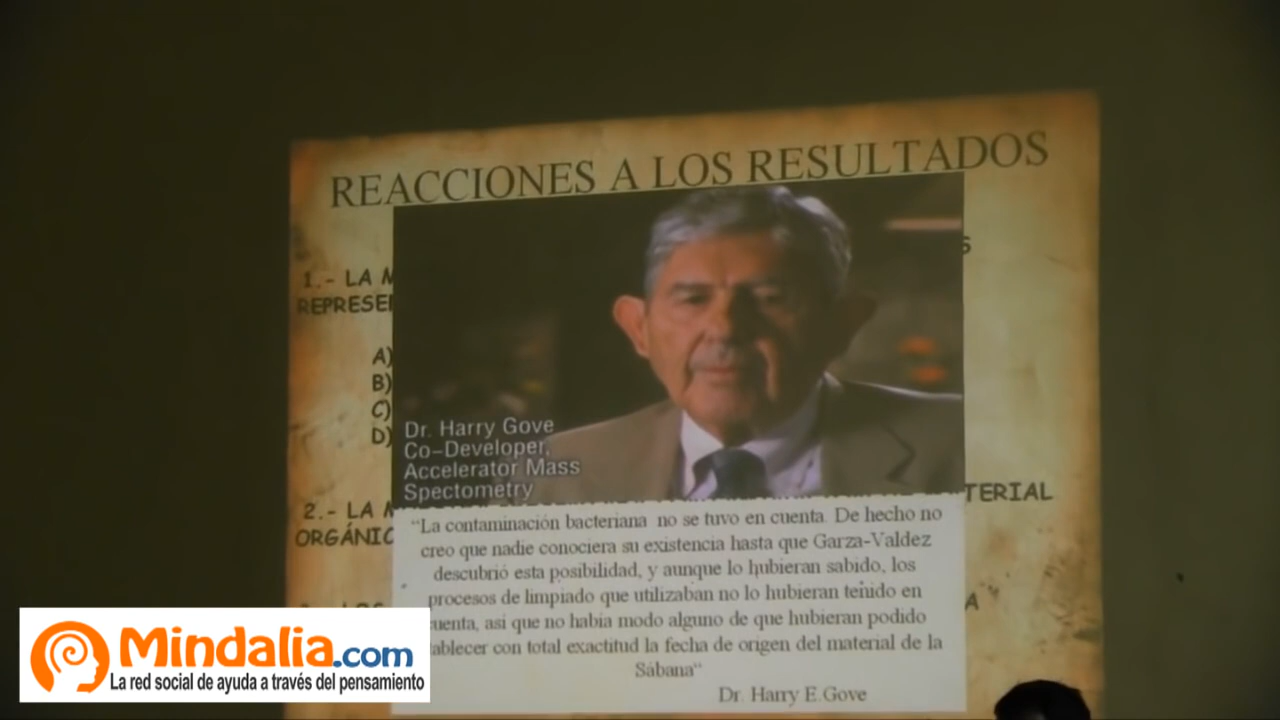 REACCIONES A LOS RESULTADOS
S
1.- LA M
REPRESE
A)
B)
C)
D)
Dr. Harry Gove
Co-Developer,
Accelerator Mass
Spectometry
2.- LA M
TERIAL
ORGÁNIC
"La contaminación bacteriana no se tuvo en cuenta. De hecho no
creo que nadie conociera su existencia hasta que Garza-Valdez
descubrió esta posibilidad, y aunque lo hubieran sabido, los
procesos de limpiado que utilizaban no lo hubieran tenido en
uenta, así que no había modo alguno de que hubieran podido
tablecer con total exactitud la fecha de origen del material de la
Sábana"
Dr. Harry E.Gove
A
Mindalia.com
La red social de ayuda a través del pensamiento